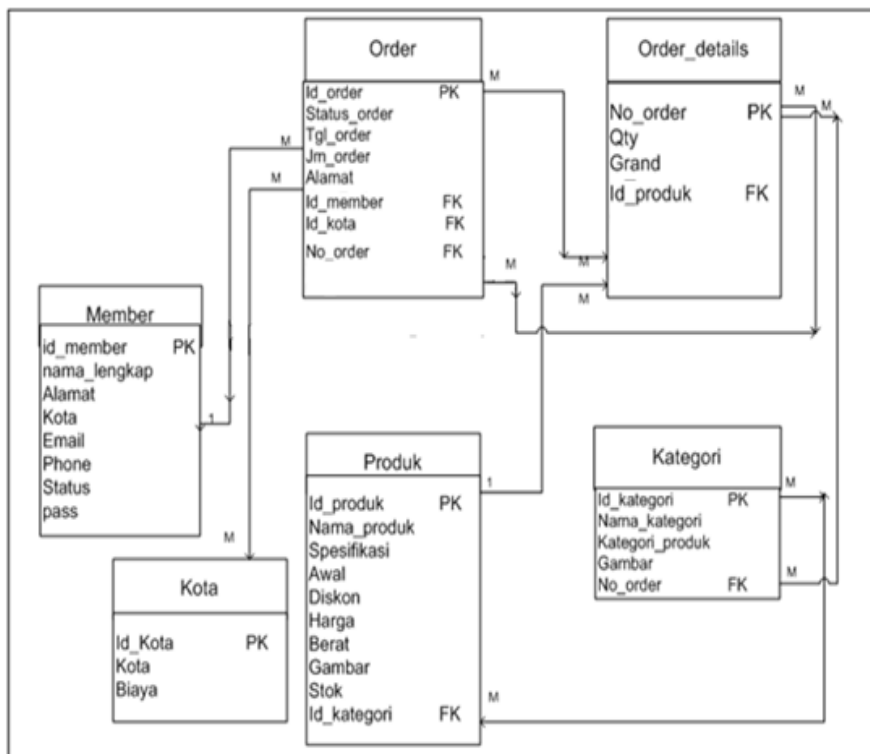 Order
Id_order PK
Status_order
Tgl_order
Jm_order
Alamat
Id_member FK
Id_kota FK
No_order FK
Order_details
No_order PK
Qty
Grand
Id_produk FK
Member
id_member PK
nama_lengkap
Alamat
Kota
Email
Phone
Status
pass
Kota
Id_Kota PK
Kota
Biaya
Produk
Id_produk PK
Nama_produk
Spesifikasi
Awal
Diskon
Harga
Berat
Gambar
Stok
Id_kategori FK
Kategori
Id_kategori PK
Nama_kategori
Kategori_produk
Gambar
No_order FK
M
M
M
M
M
M
M
M
1
1
M
M
M
M